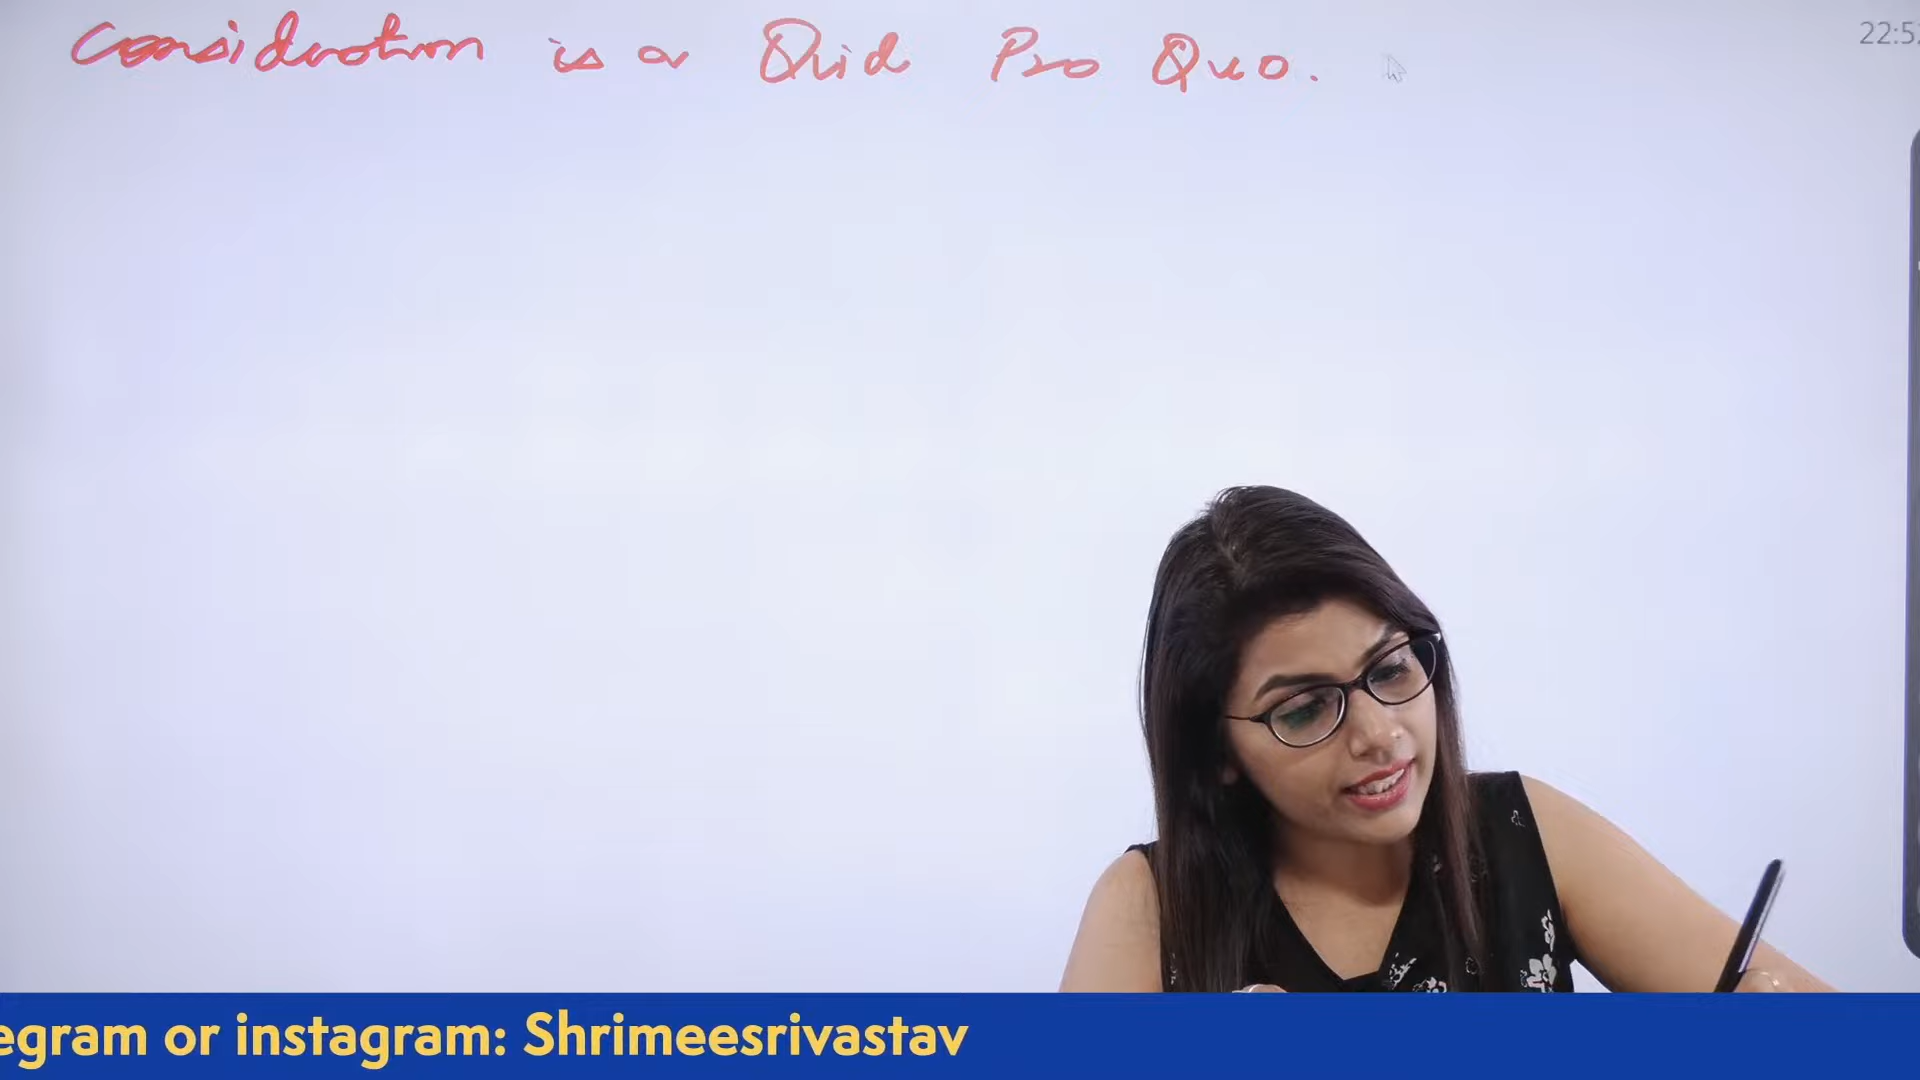 Consideration is a Quid Pro Quo.
22:5
egram or instagram: Shrimeesrivastav